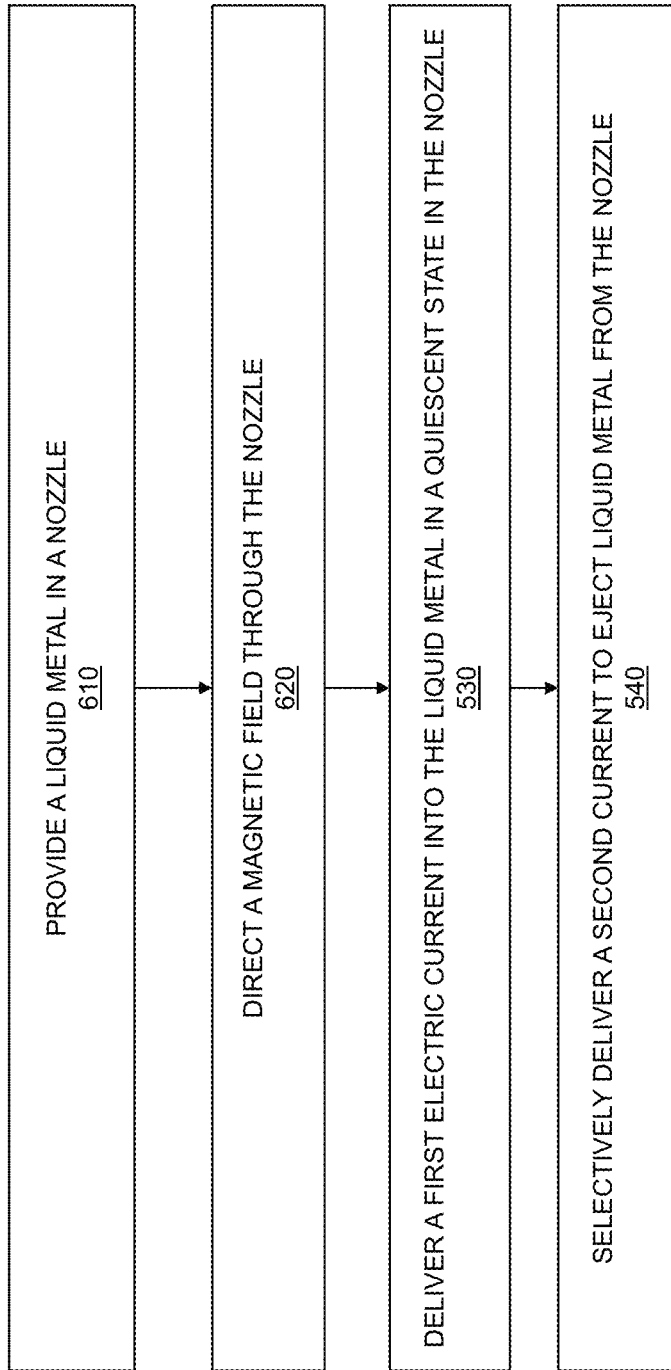 PROVIDE A LIQUID METAL IN A NOZZLE
610
DIRECT A MAGNETIC FIELD THROUGH THE NOZZLE
620
DELIVER A FIRST ELECTRIC CURRENT INTO THE LIQUID METAL IN A QUIESCENT STATE IN THE NOZZLE
530
SELECTIVELY DELIVER A SECOND CURRENT TO EJECT LIQUID METAL FROM THE NOZZLE
540